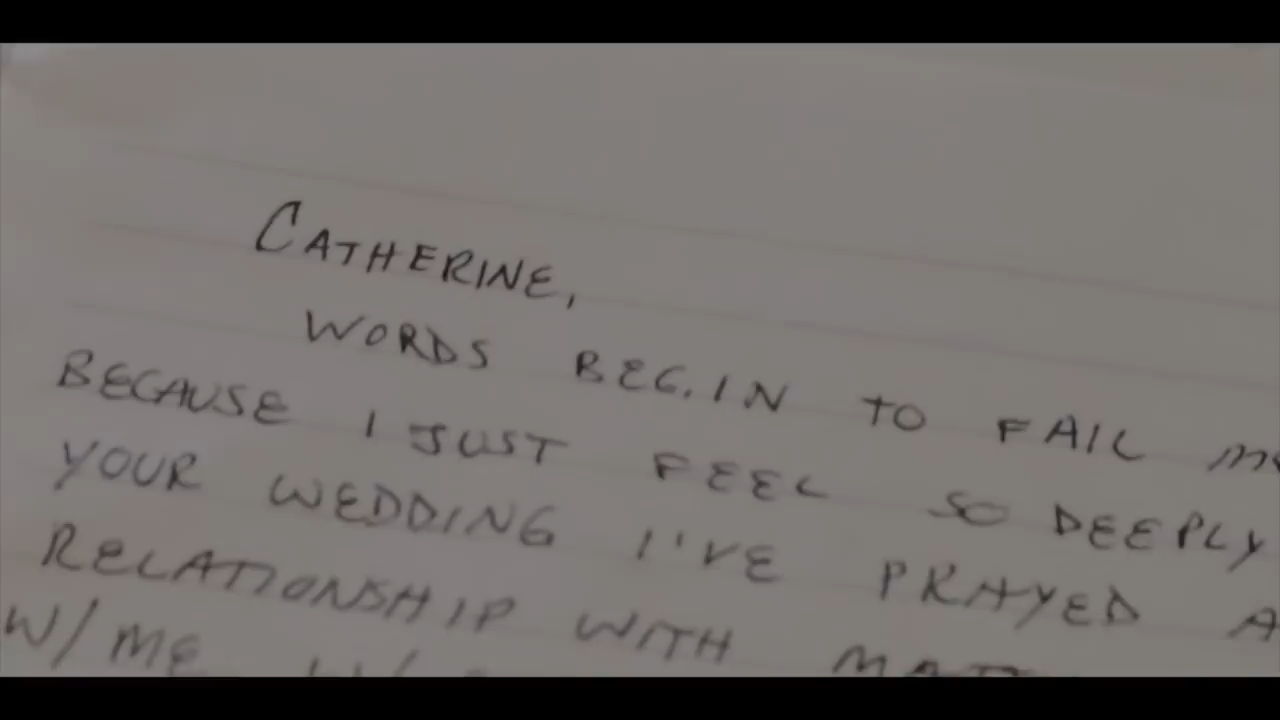 CATHERINE,
WORDS BEGIN TO FAIL
BECAUSE I JUST FEEL SO DEEPLY
YOUR WEDDING I'VE PRAYED
RELATIONSHIP WITH
W/ ME